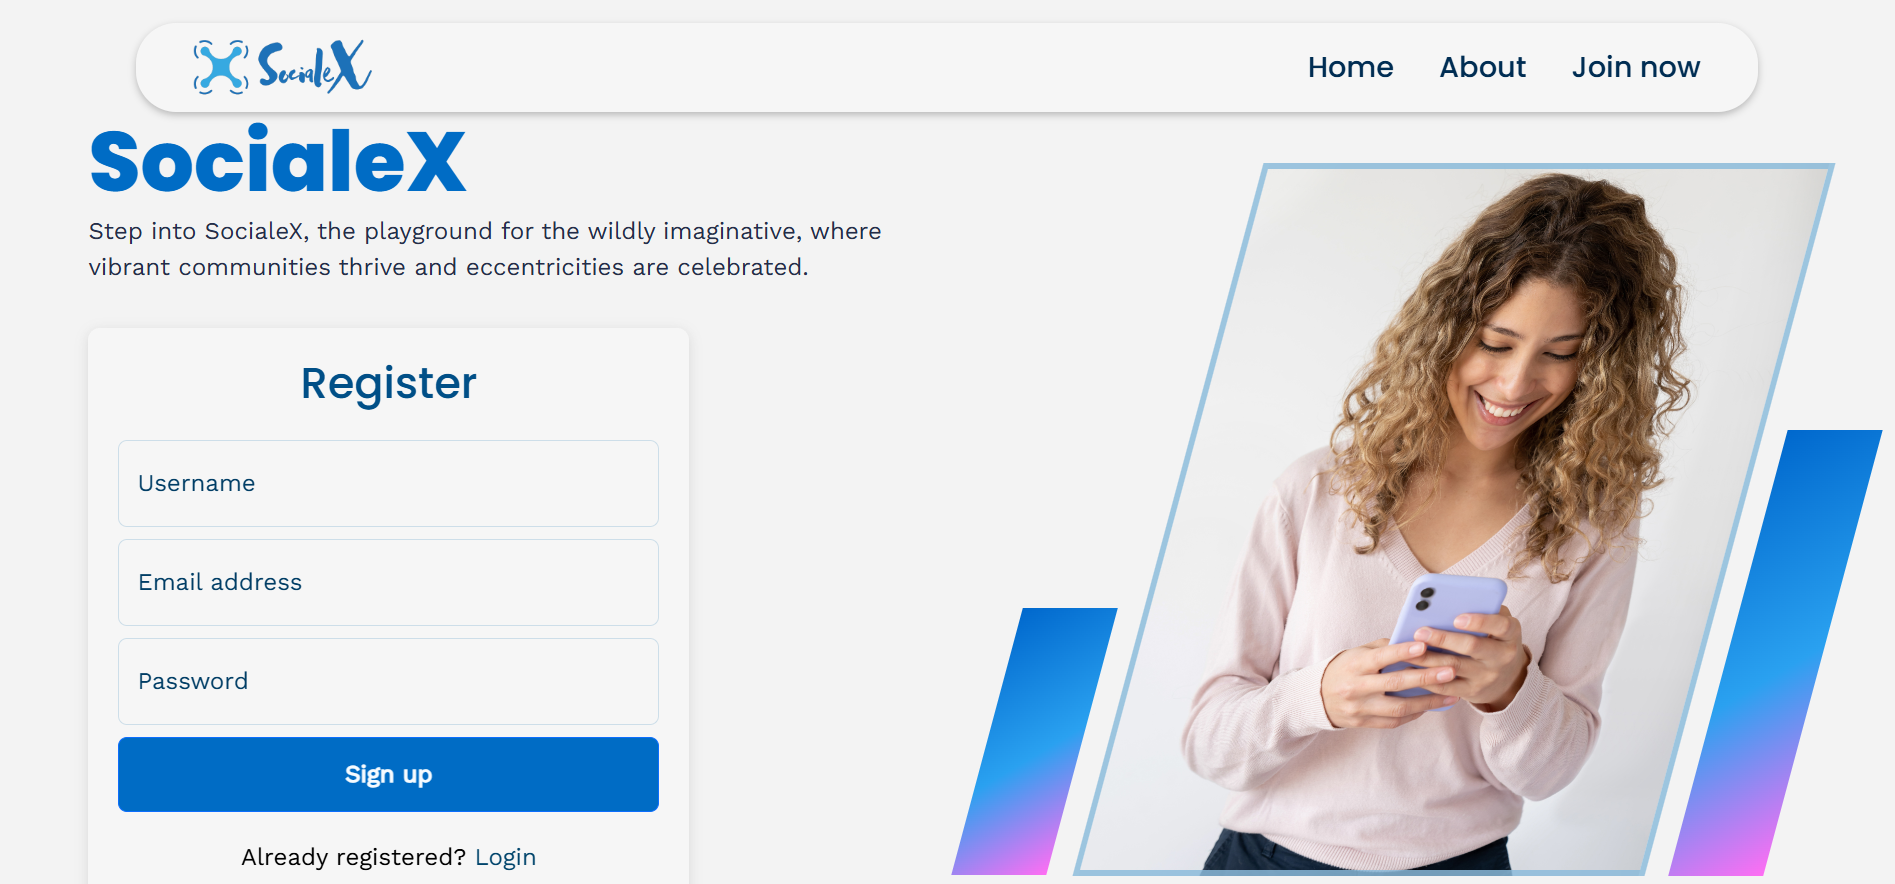 SocialeX
Home About Join now
SocialeX
Step into SocialeX, the playground for the wildly imaginative, where
vibrant communities thrive and eccentricities are celebrated.
Register
Username
Email address
Password
Sign up
Already registered? Login